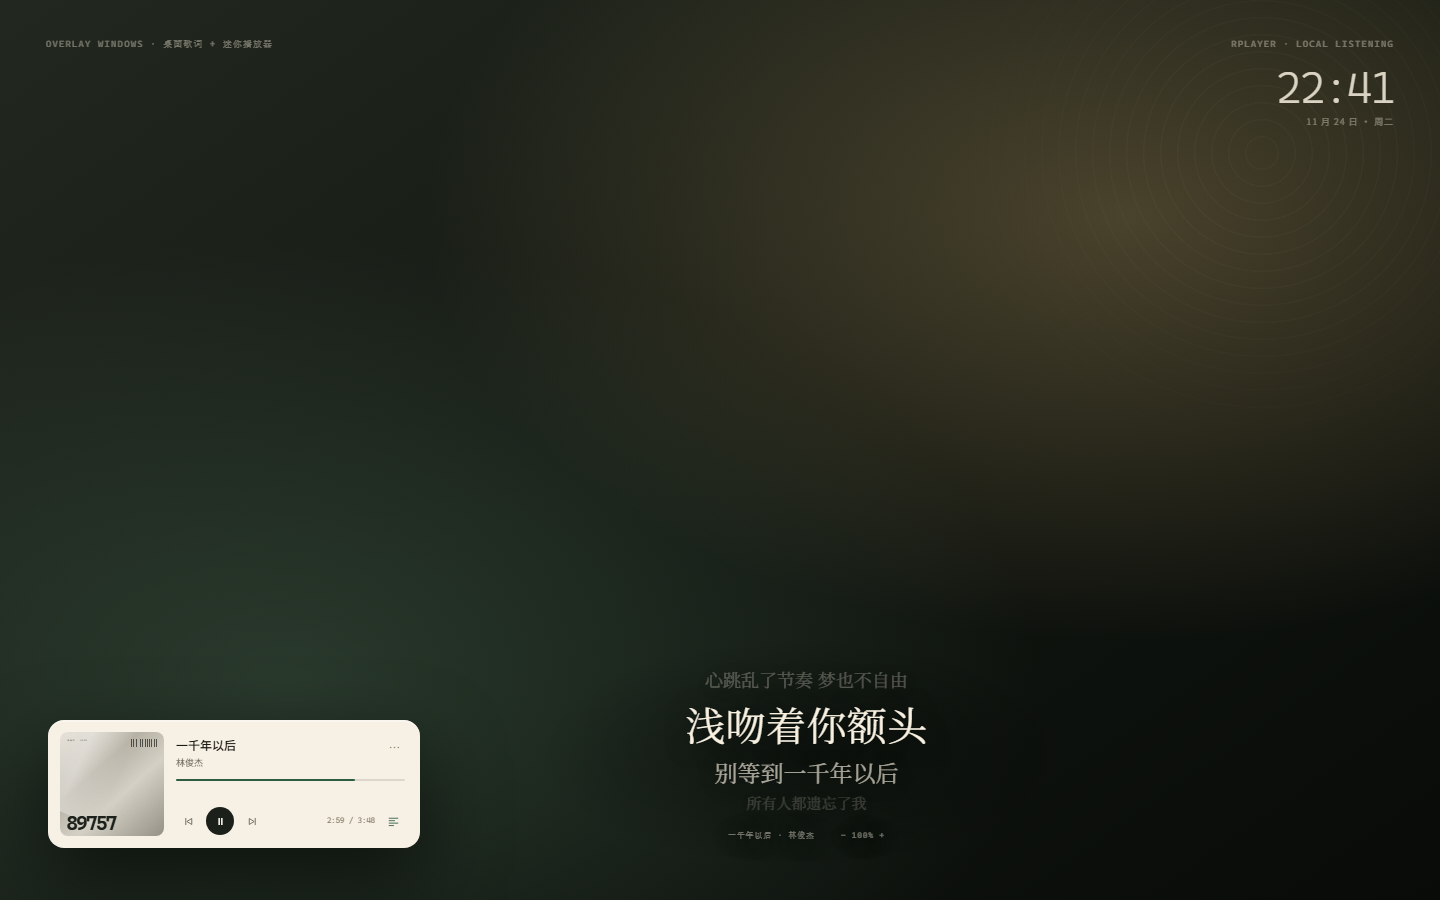 OVERLAY WINDOWS · 桌面歌词 + 迷你播放器
RPLAYER · LOCAL LISTENING
22:41
11 月 24 日 · 周二
心跳乱了节奏 梦也不自由
浅吻着你额头
别等到一千年以后
所有人都遗忘了我
一千年以后 · 林俊杰
− 100% +
89757
一千年以后
···
林俊杰
2:59 / 3:48